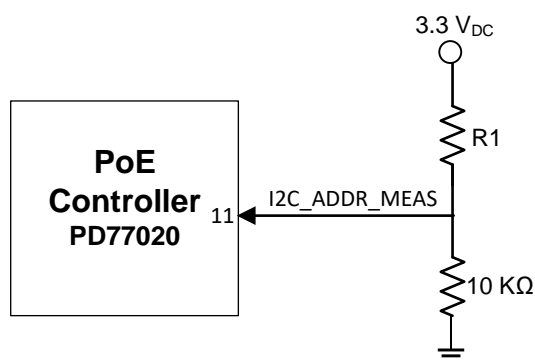 3.3 VDC
R1
PoE
Controller
PD77020
11
I2C_ADDR_MEAS
10 KΩ